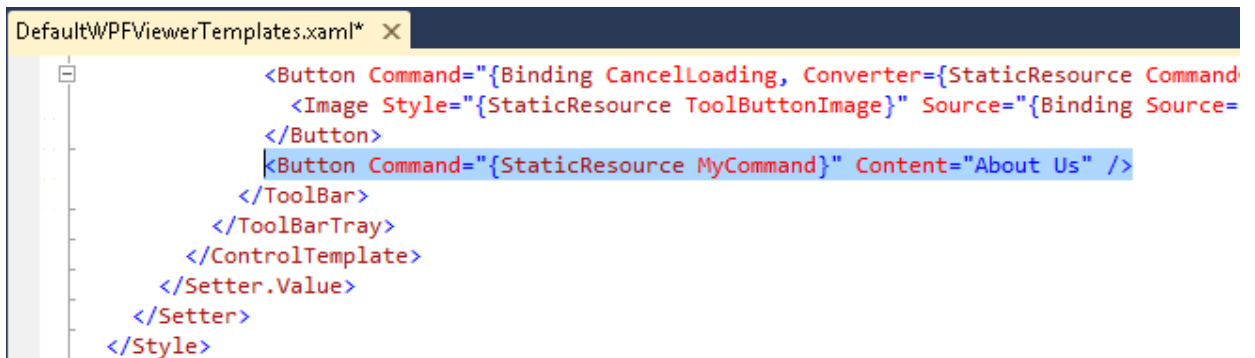 DefaultWPFViewerTemplates.xaml*
<Button Command="{Binding CancelLoading, Converter={StaticResource Command
<Image Style="{StaticResource ToolButtonImage}" Source="{Binding Source=
</Button>
<Button Command="{StaticResource MyCommand}" Content="About Us" />
</ToolBar>
</ToolBarTray>
</ControlTemplate>
</Setter.Value>
</Setter>
</Style>